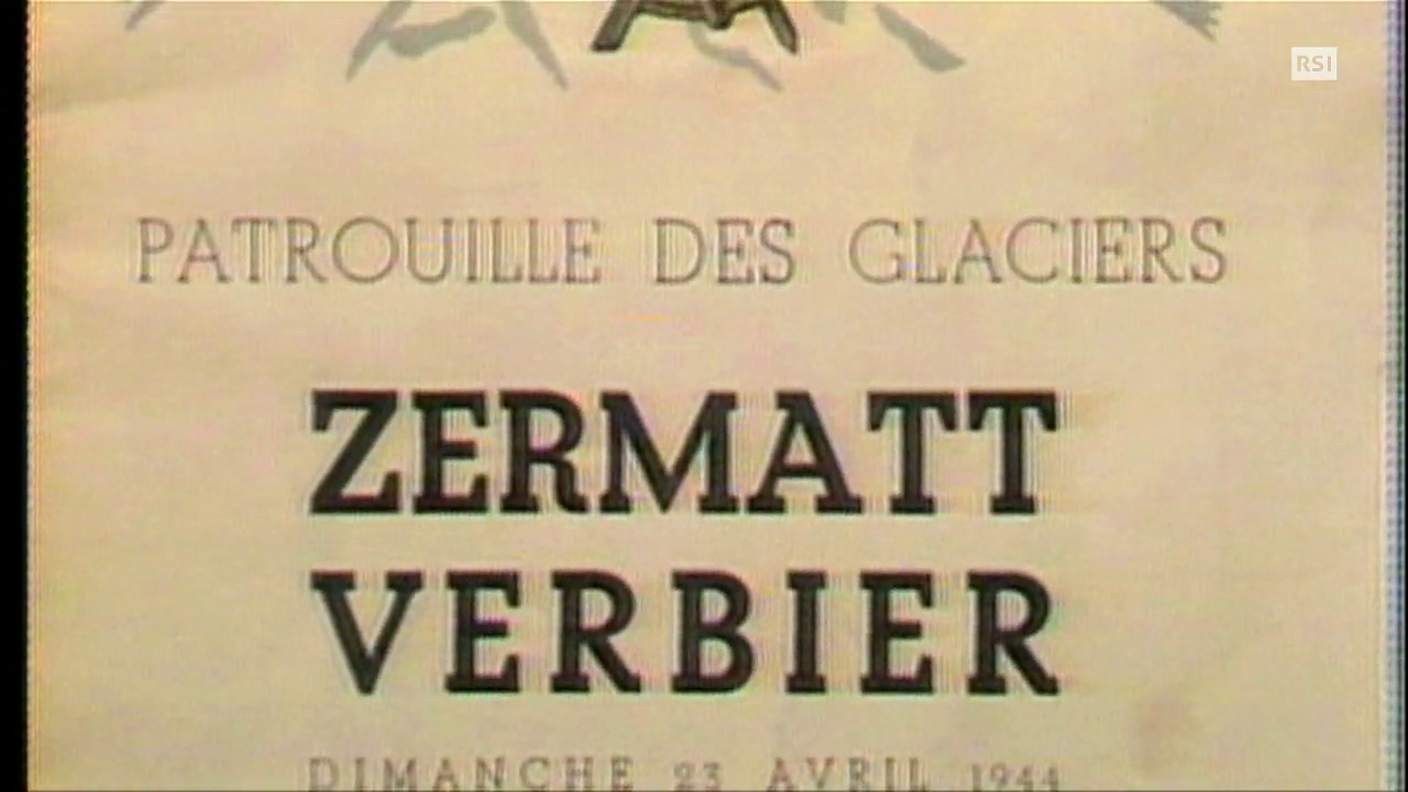 RSI
PATROUILLE DES GLACIERS
ZERMATT
VERBIER
DIMANCHE 23 AVRIL 1944